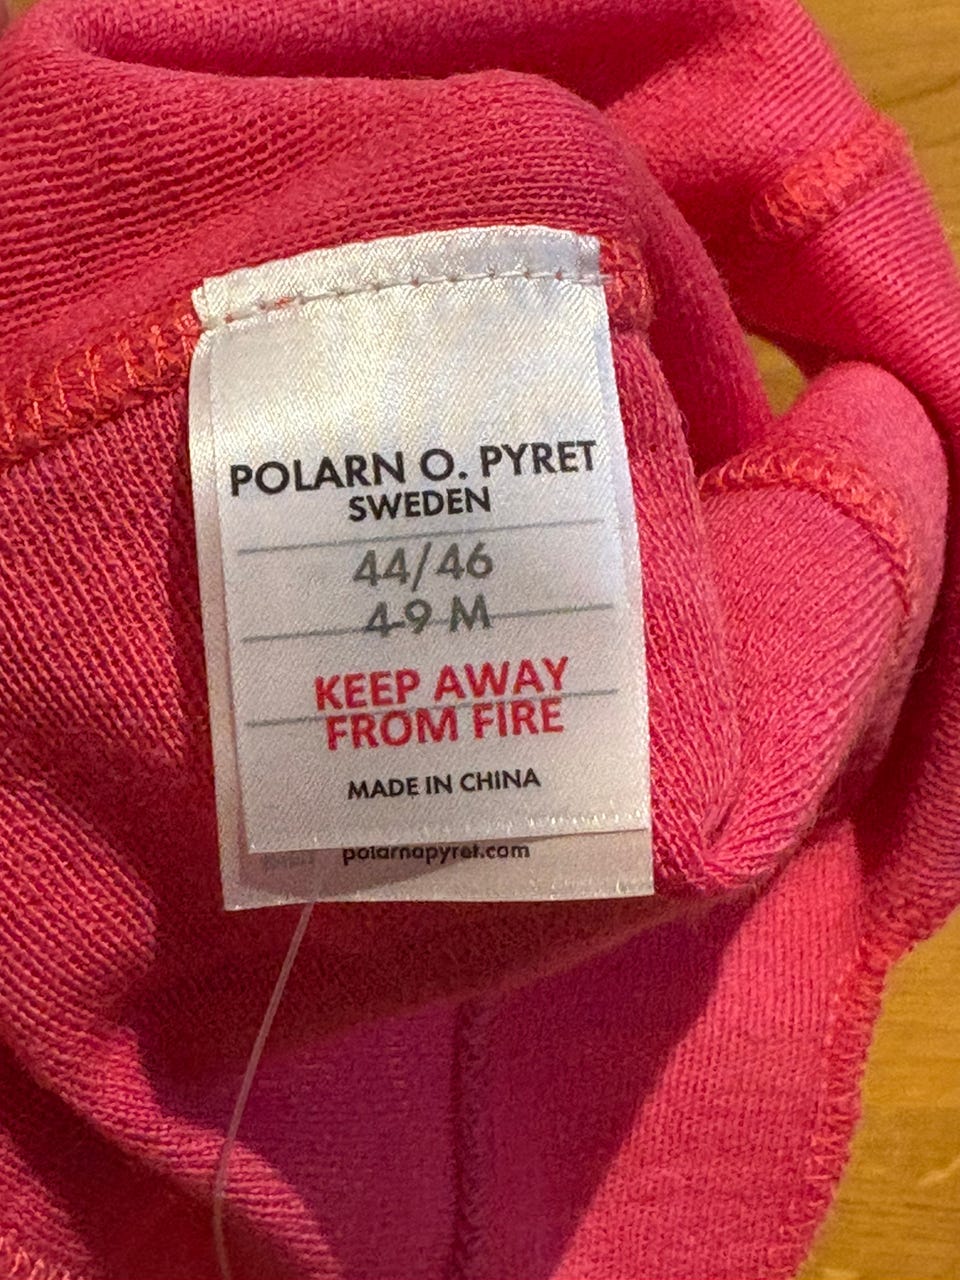 POLARN O. PYRET
SWEDEN
44/46
4-9 M
KEEP AWAY
FROM FIRE
MADE IN CHINA
polarnopyret.com